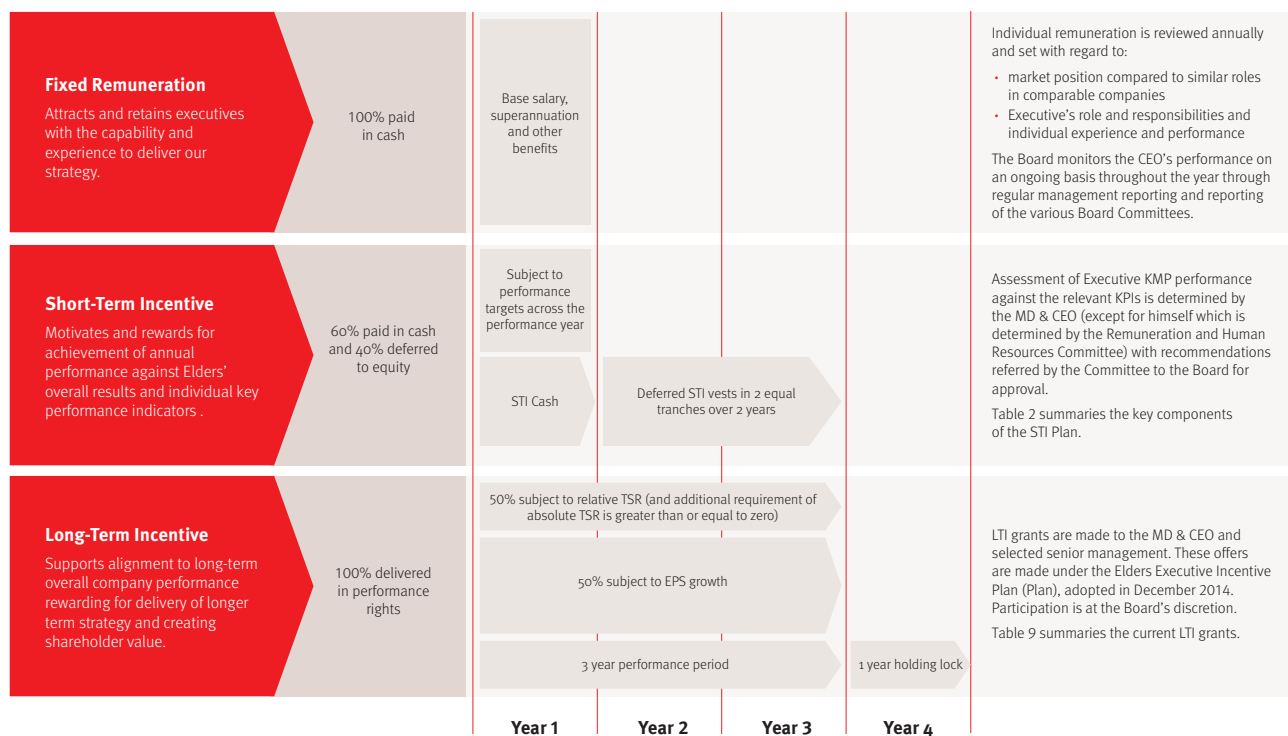 Fixed Remuneration
Attracts and retains executives
with the capability and
experience to deliver our
strategy.
100% paid
in cash
Base salary,
superannuation
and other
benefits
Individual remuneration is reviewed annually
and set with regard to:
• market position compared to similar roles
in comparable companies
• Executive's role and responsibilities and
individual experience and performance
The Board monitors the CEO's performance on
an ongoing basis throughout the year through
regular management reporting and reporting
of the various Board Committees.
Short-Term Incentive
Motivates and rewards for
achievement of annual
performance against Elders'
overall results and individual key
performance indicators .
60% paid in cash
and 40% deferred
to equity
Subject to
performance
targets across the
performance year
STI Cash
Deferred STI vests in 2 equal
tranches over 2 years
Assessment of Executive KMP performance
against the relevant KPIs is determined by
the MD & CEO (except for himself which is
determined by the Remuneration and Human
Resources Committee) with recommendations
referred by the Committee to the Board for
approval.
Table 2 summaries the key components
of the STI Plan.
Long-Term Incentive
Supports alignment to long-term
overall company performance
rewarding for delivery of longer
term strategy and creating
shareholder value.
100% delivered
in performance
rights
50% subject to relative TSR (and additional requirement of
absolute TSR is greater than or equal to zero)
50% subject to EPS growth
3 year performance period
1 year holding lock
LTI grants are made to the MD & CEO and
selected senior management. These offers
are made under the Elders Executive Incentive
Plan (Plan), adopted in December 2014.
Participation is at the Board's discretion.
Table 9 summaries the current LTI grants.
Year 1
Year 2
Year 3
Year 4